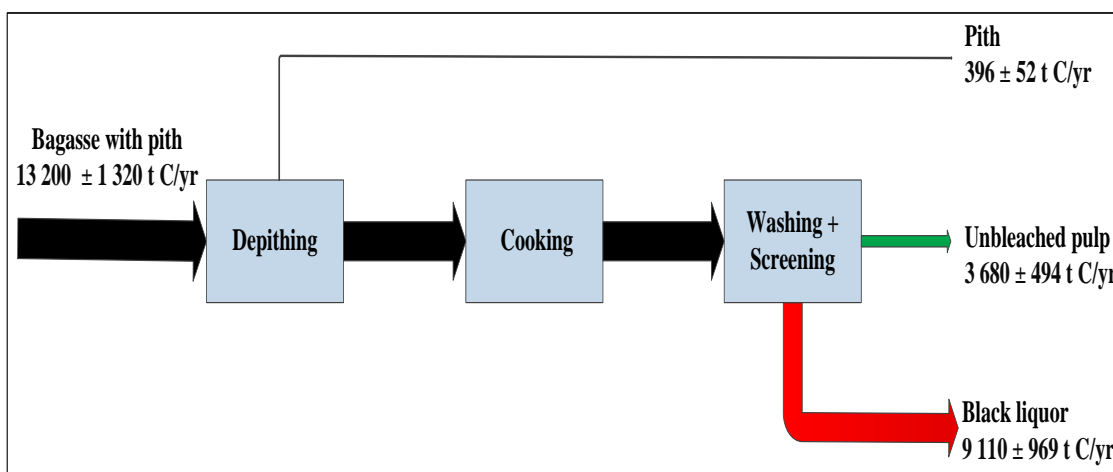 Pith
396 ± 52 t C/yr
Bagasse with pith
13 200 ± 1 320 t C/yr
Depithing
Cooking
Washing +
Screening
Unbleached pulp
3 680 ± 494 t C/yr
Black liquor
9 110 ± 969 t C/yr